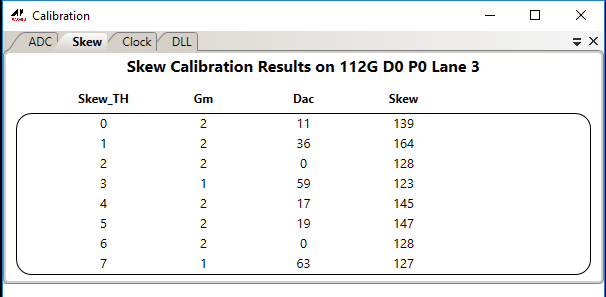 Calibration
ADC Skew Clock DLL
Skew Calibration Results on 112G D0 P0 Lane 3
Skew_TH Gm Dac Skew
0 2 11 139
1 2 36 164
2 2 0 128
3 1 59 123
4 2 17 145
5 2 19 147
6 2 0 128
7 1 63 127